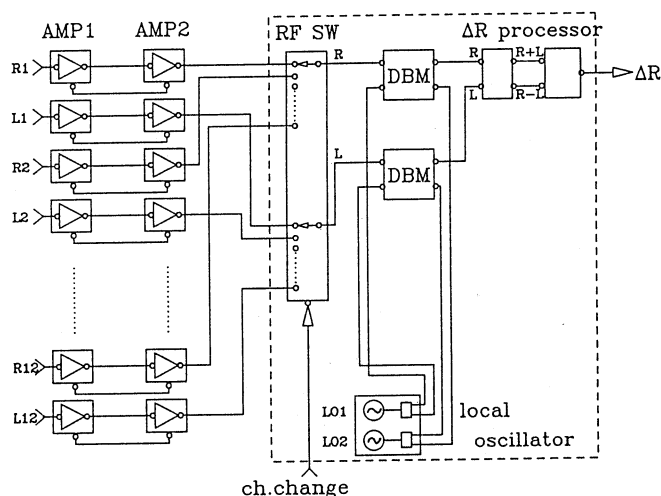 AMP1 AMP2 RF SW ΔR processor
R1 R R R+L ΔR
DBM
L1 L R-L
R2 L
DBM
L2
R12
LO1 local
L12
LO2 oscillator
ch.change